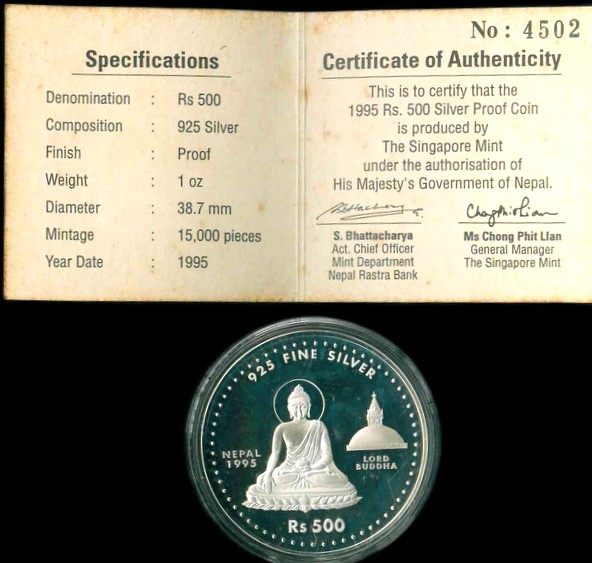 Specifications
Denomination : Rs 500
Composition : 925 Silver
Finish : Proof
Weight : 1 oz
Diameter : 38.7 mm
Mintage : 15,000 pieces
Year Date : 1995
No: 4502
Certificate of Authenticity
This is to certify that the
1995 Rs. 500 Silver Proof Coin
is produced by
The Singapore Mint
under the authorisation of
His Majesty's Government of Nepal.
S. Bhattacharya
Act. Chief Officer
Mint Department
Nepal Rastra Bank
Ms Chong Phit Lian
General Manager
The Singapore Mint
925 FINE SILVER
NEPAL
1995
LORD
BUDDHA
Rs 500